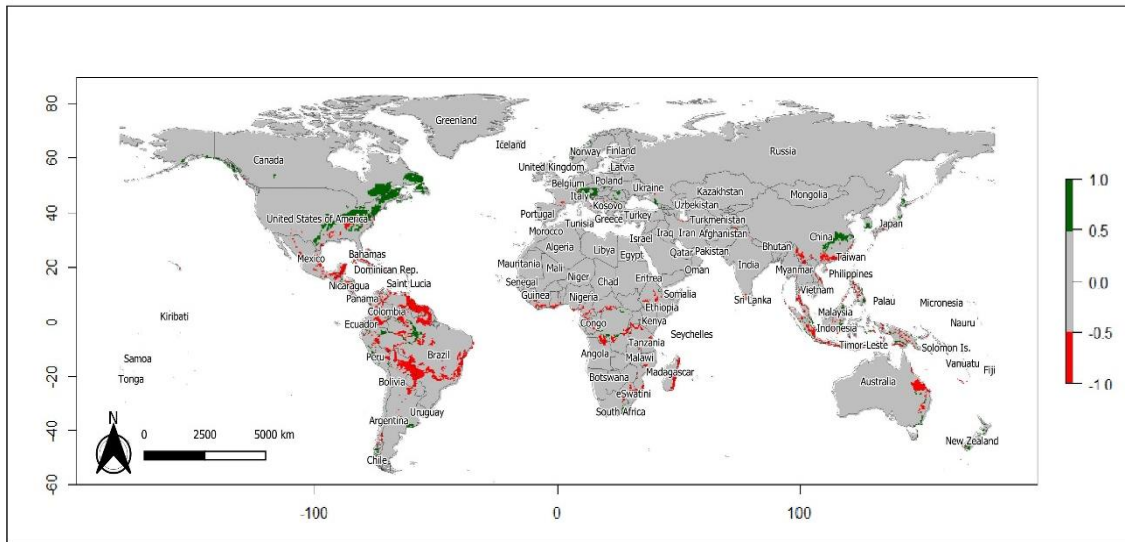 80
60
40
20
0
-20
-40
-60
-100
0
100
1.0
0.5
0.0
-0.5
-1.0
N
0 2500 5000 km
Greenland
Iceland
Norway Finland
Russia
Canada
United Kingdom Latvia
Belgium Poland
Ukraine
Kazakhstan
Mongolia
Italy
Kosovo
Uzbekistan
United States of America
Portugal
Greece Turkey
Turkmenistan
China
Japan
Tunisia
Morocco
Israel
Iraq Iran Afghanistan
Algeria
Libya
Egypt
Qatar Pakistan
Bhutan
Bahamas
Mexico
Taiwan
Dominican Rep.
Mauritania
Mali
Niger
Chad
Eritrea
Oman
India
Myanmar
Philippines
Nicaragua
Saint Lucia
Senegal
Guinea
Nigeria
Somalia
Ethiopia
Sri Lanka
Vietnam
Palau
Micronesia
Panama
Colombia
Malaysia
Nauru
Kiribati
Ecuador
Congo
Kenya
Seychelles
Indonesia
Timor-Leste
Solomon Is.
Samoa
Peru
Brazil
Tanzania
Angola
Malawi
Vanuatu
Fiji
Tonga
Bolivia
Botswana
Madagascar
Australia
eSwatini
South Africa
Uruguay
Argentina
Chile
New Zealand